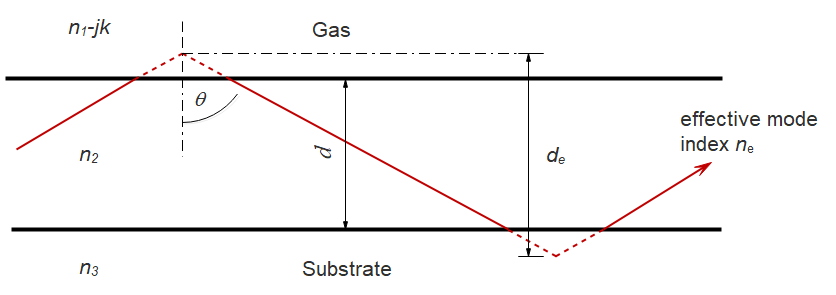 n1-jk
Gas
θ
effective mode
index ne
n2
d
de
n3
Substrate